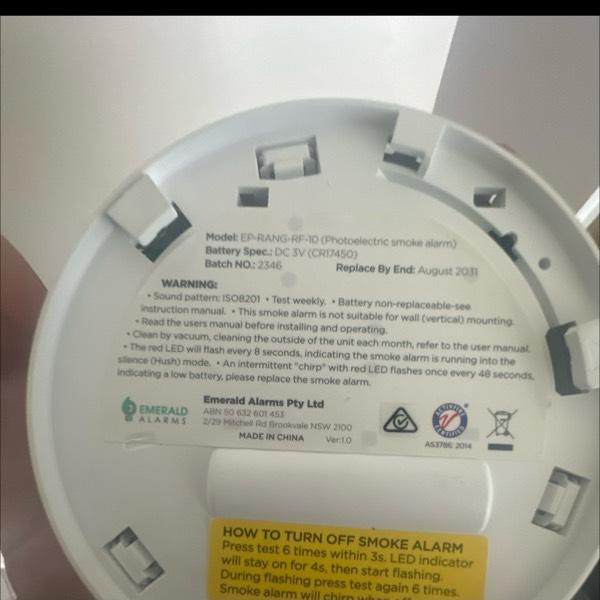 Model: EP-RANG-RF-10 (Photoelectric smoke alarm)
Battery Spec.: DC 3V (CR17450)
Batch NO.: 2346 Replace By End: August 2031
WARNING:
• Sound pattern: ISO8201 • Test weekly. • Battery non-replaceable-see
instruction manual. • This smoke alarm is not suitable for wall (vertical) mounting.
• Read the users manual before installing and operating.
• Clean by vacuum, cleaning outside of the unit each month, refer to the user manual.
• The red LED will flash every 8 seconds, indicating the smoke alarm is running into the
silence (Hush) mode. • An intermittent "chirp" with red LED flashes once every 48 seconds,
indicating a low battery, please replace the smoke alarm.
EMERALD
ALARMS
Emerald Alarms Pty Ltd
ABN 50 632 601 453
2/29 Mitchell Rd Brookvale NSW 2100
MADE IN CHINA Ver:1.0
AS3786: 2014
HOW TO TURN OFF SMOKE ALARM
Press test 6 times within 3s. LED indicator
will stay on for 4s, then start flashing.
During flashing press test again 6 times.
Smoke alarm will chirp when off